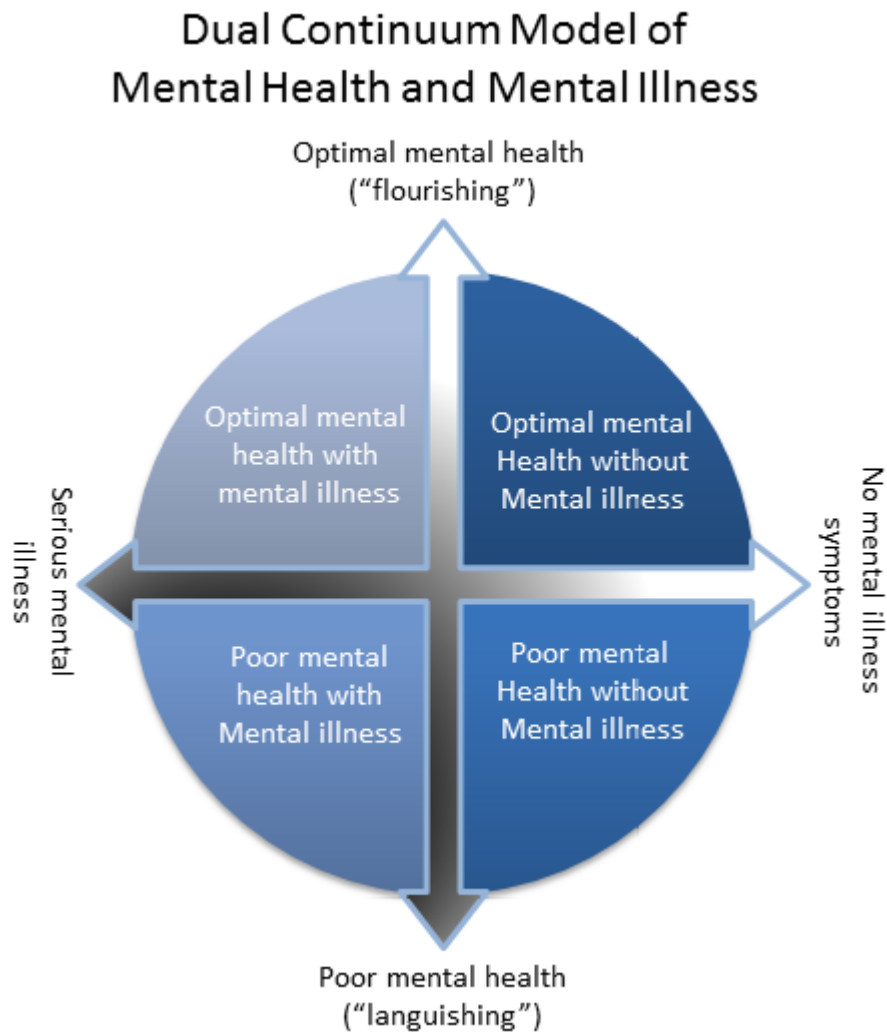 Dual Continuum Model of
Mental Health and Mental Illness
Optimal mental health
(“flourishing”)
Optimal mental
health with
mental illness
Optimal mental
Health without
Mental illness
Serious mental
illness
No mental illness
symptoms
Poor mental
health with
Mental illness
Poor mental
Health without
Mental illness
Poor mental health
(“languishing”)